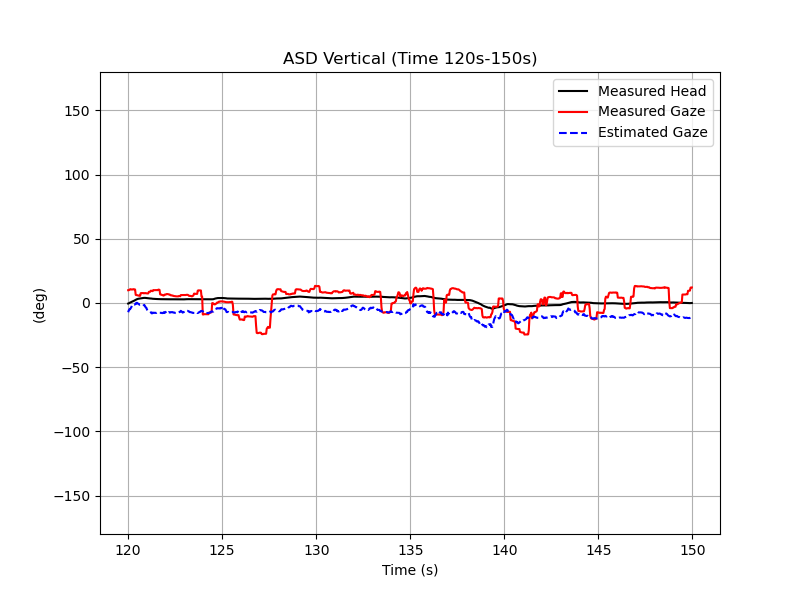 ASD Vertical (Time 120s-150s)
Measured Head
Measured Gaze
Estimated Gaze
150
100
50
0
−50
−100
−150
(deg)
120
125
130
135
140
145
150
Time (s)